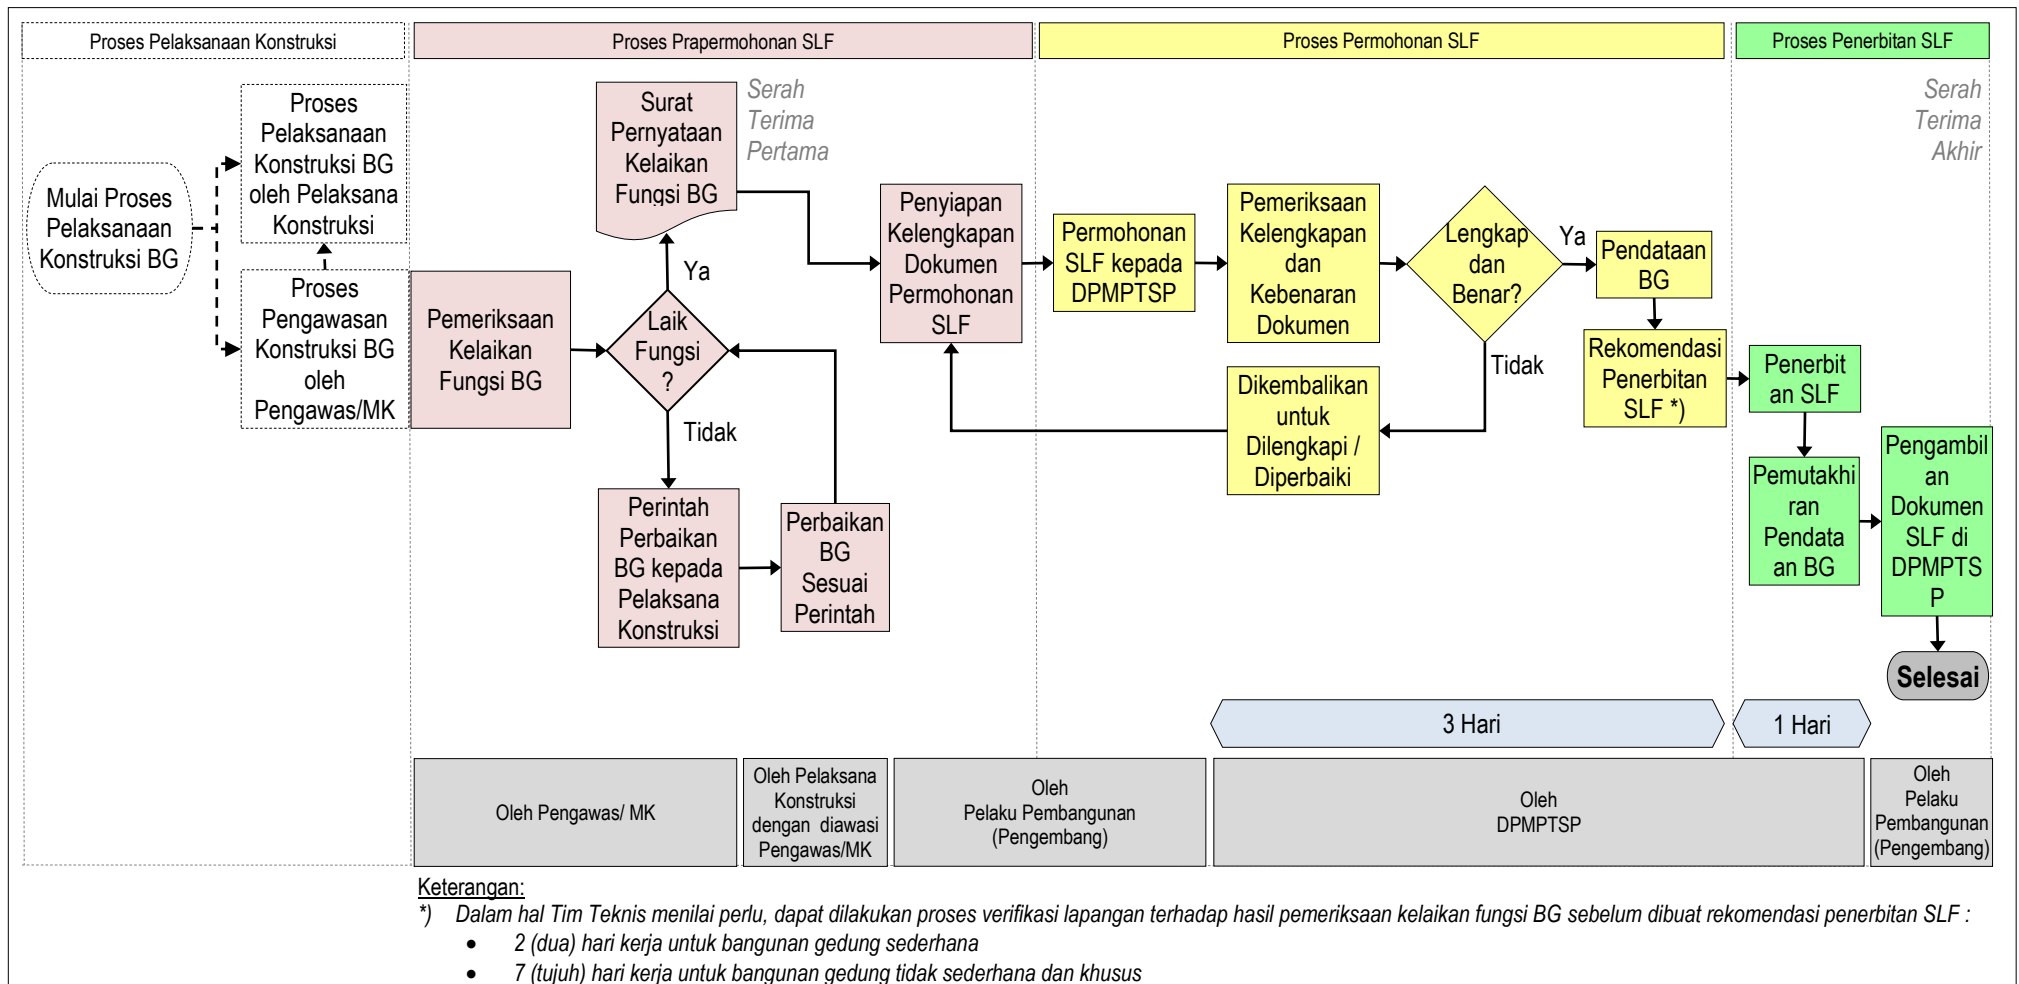 Proses Pelaksanaan Konstruksi
Proses Prapermohonan SLF
Proses Permohonan SLF
Proses Penerbitan SLF
Mulai Proses
Pelaksanaan
Konstruksi BG
Proses
Pelaksanaan
Konstruksi BG
oleh Pelaksana
Konstruksi
Proses
Pengawasan
Konstruksi BG
oleh
Pengawas/MK
Pemeriksaan
Kelaikan
Fungsi BG
Surat
Pernyataan
Kelaikan
Fungsi BG
Serah
Terima
Pertama
Ya
Laik
Fungsi
?
Tidak
Perintah
Perbaikan
BG kepada
Pelaksana
Konstruksi
Perbaikan
BG
Sesuai
Perintah
Penyiapan
Kelengkapan
Dokumen
Permohonan
SLF
Permohonan
SLF kepada
DPMPTSP
Pemeriksaan
Kelengkapan
dan
Kebenaran
Dokumen
Lengkap
dan
Benar?
Ya
Tidak
Dikembalikan
untuk
Dilengkapi /
Diperbaiki
Pendataan
BG
Rekomendasi
Penerbitan
SLF *)
Serah
Terima
Akhir
Penerbit
an SLF
Pemutakhi
ran
Pendata
an BG
Pengambil
an
Dokumen
SLF di
DPMPTS
P
Selesai
3 Hari
1 Hari
Oleh Pengawas/ MK
Oleh Pelaksana
Konstruksi
dengan diawasi
Pengawas/MK
Oleh
Pelaku Pembangunan
(Pengembang)
Oleh
DPMPTSP
Oleh
Pelaku
Pembangunan
(Pengembang)
Keterangan:
*) Dalam hal Tim Teknis menilai perlu, dapat dilakukan proses verifikasi lapangan terhadap hasil pemeriksaan kelaikan fungsi BG sebelum dibuat rekomendasi penerbitan SLF :
• 2 (dua) hari kerja untuk bangunan gedung sederhana
• 7 (tujuh) hari kerja untuk bangunan gedung tidak sederhana dan khusus